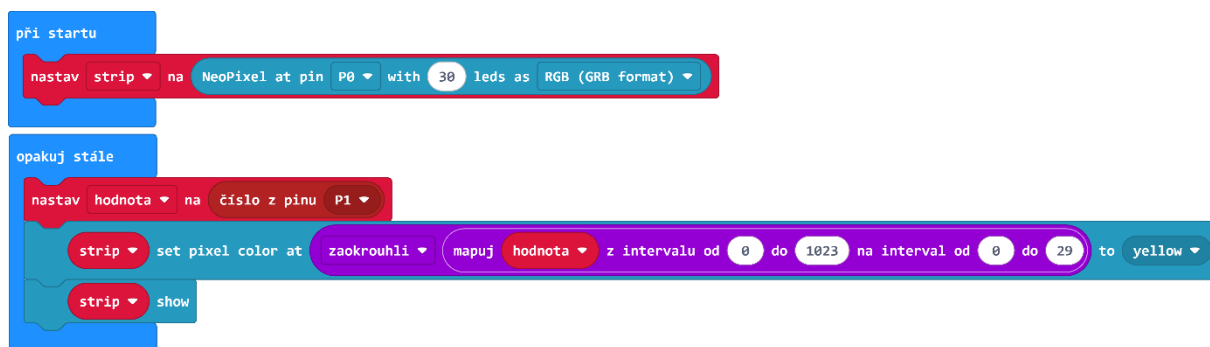 při startu
nastav strip na NeoPixel at pin P0 with 30 leds as RGB (GRB format)
opakuj stále
nastav hodnota na číslo z pinu P1
strip set pixel color at zaokrouhli mapuj hodnota z intervalu od 0 do 1023 na interval od 0 do 29 to yellow
strip show